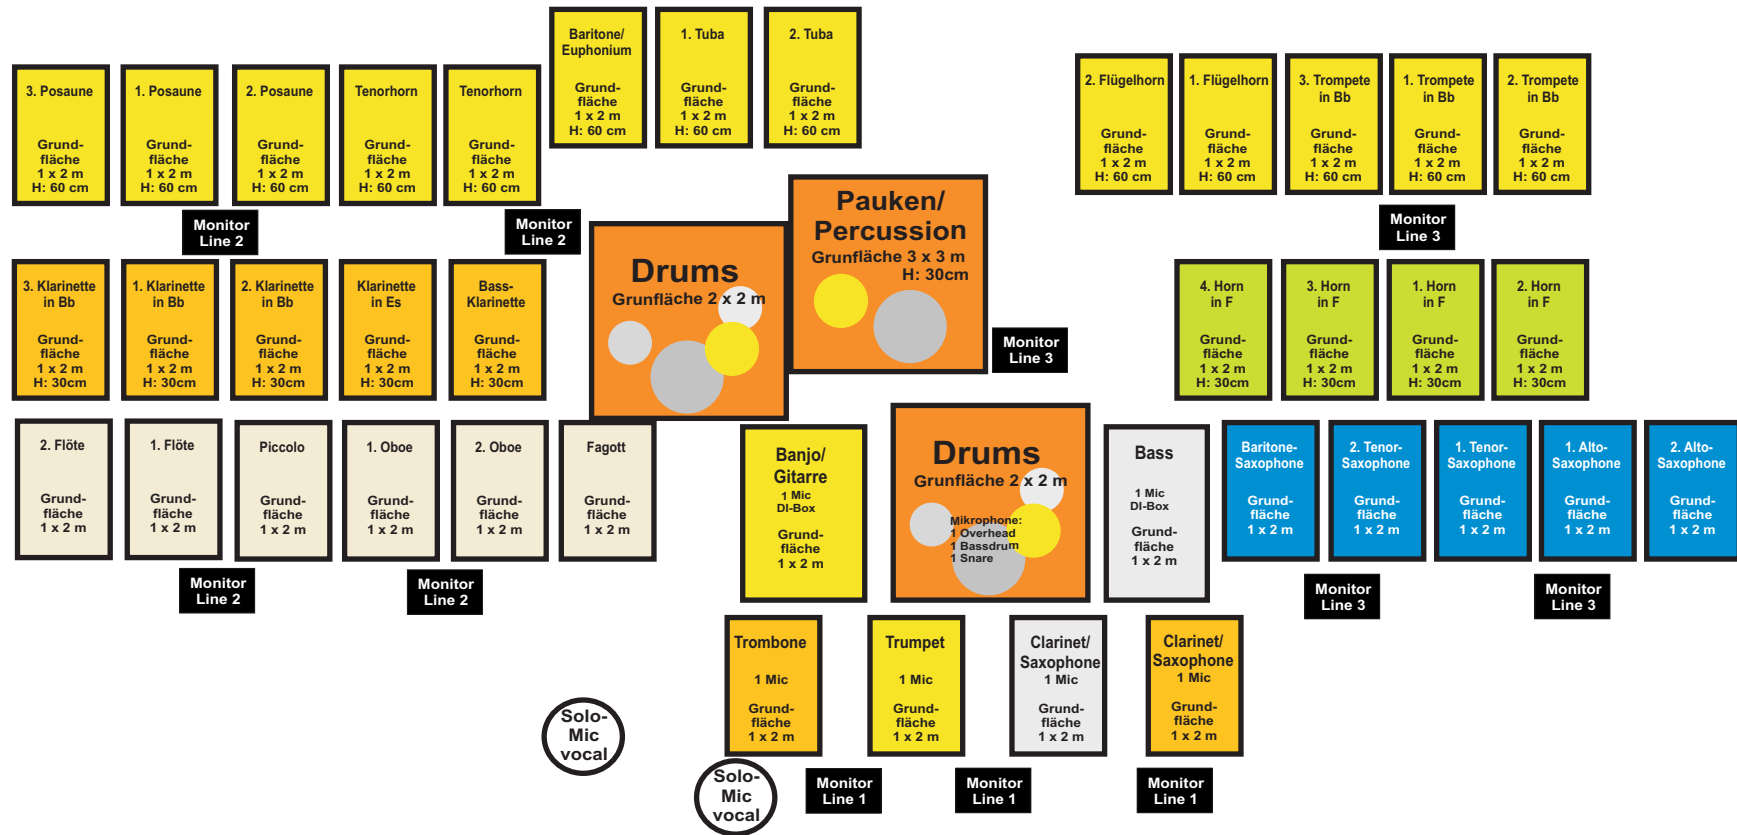 Baritone/
Euphonium
Grund-
fläche
1 x 2 m
H: 60 cm
1. Tuba
Grund-
fläche
1 x 2 m
H: 60 cm
2. Tuba
Grund-
fläche
1 x 2 m
H: 60 cm
3. Posaune
Grund-
fläche
1 x 2 m
H: 60 cm
1. Posaune
Grund-
fläche
1 x 2 m
H: 60 cm
2. Posaune
Grund-
fläche
1 x 2 m
H: 60 cm
Tenorhorn
Grund-
fläche
1 x 2 m
H: 60 cm
Tenorhorn
Grund-
fläche
1 x 2 m
H: 60 cm
2. Flügelhorn
Grund-
fläche
1 x 2 m
H: 60 cm
1. Flügelhorn
Grund-
fläche
1 x 2 m
H: 60 cm
3. Trompete
in Bb
Grund-
fläche
1 x 2 m
H: 60 cm
1. Trompete
in Bb
Grund-
fläche
1 x 2 m
H: 60 cm
2. Trompete
in Bb
Grund-
fläche
1 x 2 m
H: 60 cm
Monitor
Line 2
Monitor
Line 2
Monitor
Line 3
Pauken/
Percussion
Grunfläche 3 x 3 m
H: 30cm
Drums
Grunfläche 2 x 2 m
Monitor
Line 3
3. Klarinette
in Bb
Grund-
fläche
1 x 2 m
H: 30cm
1. Klarinette
in Bb
Grund-
fläche
1 x 2 m
H: 30cm
2. Klarinette
in Bb
Grund-
fläche
1 x 2 m
H: 30cm
Klarinette
in Es
Grund-
fläche
1 x 2 m
H: 30cm
Bass-
Klarinette
Grund-
fläche
1 x 2 m
H: 30cm
4. Horn
in F
Grund-
fläche
1 x 2 m
H: 30cm
3. Horn
in F
Grund-
fläche
1 x 2 m
H: 30cm
1. Horn
in F
Grund-
fläche
1 x 2 m
H: 30cm
2. Horn
in F
Grund-
fläche
1 x 2 m
H: 30cm
2. Flöte
Grund-
fläche
1 x 2 m
1. Flöte
Grund-
fläche
1 x 2 m
Piccolo
Grund-
fläche
1 x 2 m
1. Oboe
Grund-
fläche
1 x 2 m
2. Oboe
Grund-
fläche
1 x 2 m
Fagott
Grund-
fläche
1 x 2 m
Banjo/
Gitarre
1 Mic
DI-Box
Grund-
fläche
1 x 2 m
Drums
Grunfläche 2 x 2 m
Mikrophone:
1 Overhead
1 Bassdrum
1 Snare
Bass
1 Mic
DI-Box
Grund-
fläche
1 x 2 m
Baritone-
Saxophone
Grund-
fläche
1 x 2 m
2. Tenor-
Saxophone
Grund-
fläche
1 x 2 m
1. Tenor-
Saxophone
Grund-
fläche
1 x 2 m
1. Alto-
Saxophone
Grund-
fläche
1 x 2 m
2. Alto-
Saxophone
Grund-
fläche
1 x 2 m
Monitor
Line 2
Monitor
Line 2
Monitor
Line 3
Monitor
Line 3
Trombone
1 Mic
Grund-
fläche
1 x 2 m
Trumpet
1 Mic
Grund-
fläche
1 x 2 m
Clarinet/
Saxophone
1 Mic
Grund-
fläche
1 x 2 m
Clarinet/
Saxophone
1 Mic
Grund-
fläche
1 x 2 m
Solo-
Mic
vocal
Solo-
Mic
vocal
Monitor
Line 1
Monitor
Line 1
Monitor
Line 1